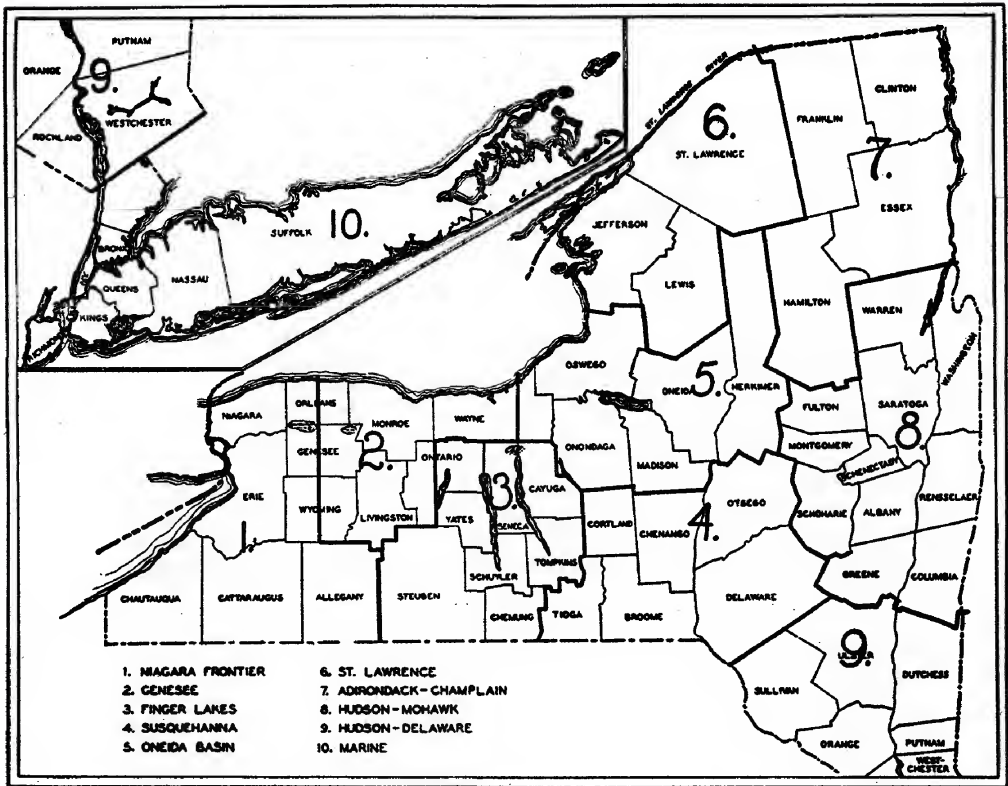 PUTNAM
ORANGE
9.
WESTCHESTER
ROCKLAND
BRONX
QUEENS
NASSAU
KINGS
RICHMOND
SUFFOLK
10.
ST. LAWRENCE RIVER
6.
ST. LAWRENCE
FRANKLIN
CLINTON
7.
ESSEX
JEFFERSON
LEWIS
HAMILTON
WARREN
WASHINGTON
OSWEGO
ONEIDA
5.
HERKIMER
FULTON
SARATOGA
8.
MONTGOMERY
SCHENECTADY
RENSSELAER
NIAGARA
ORLEANS
MONROE
WAYNE
GENESEE
2.
ONTARIO
ONONDAGA
MADISON
OTSEGO
SCHOHARIE
ALBANY
ERIE
1
WYOMING
LIVINGSTON
YATES
3.
SENECA
CAYUGA
CORTLAND
CHENANGO
4.
GREENE
COLUMBIA
CHAUTAUQUA
CATTARAUGUS
ALLEGANY
STEUBEN
SCHUYLER
TOMPKINS
CHEMUNG
TIOGA
BROOME
DELAWARE
ULSTER
9.
DUTCHESS
SULLIVAN
ORANGE
PUTNAM
WEST-
CHESTER
1. NIAGARA FRONTIER
2. GENESEE
3. FINGER LAKES
4. SUSQUEHANNA
5. ONEIDA BASIN
6. ST. LAWRENCE
7. ADIRONDACK-CHAMPLAIN
8. HUDSON-MOHAWK
9. HUDSON-DELAWARE
10. MARINE